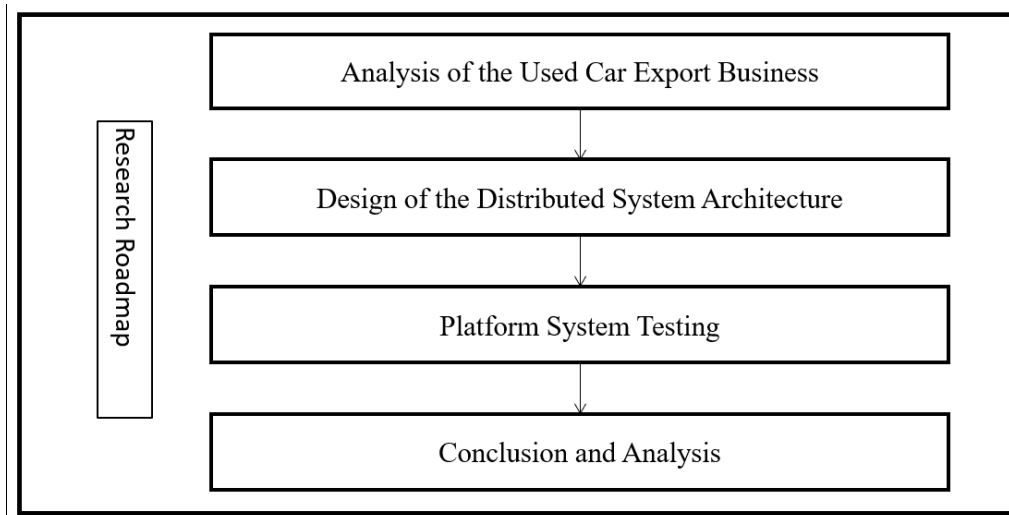 Research Roadmap
Analysis of the Used Car Export Business
Design of the Distributed System Architecture
Platform System Testing
Conclusion and Analysis